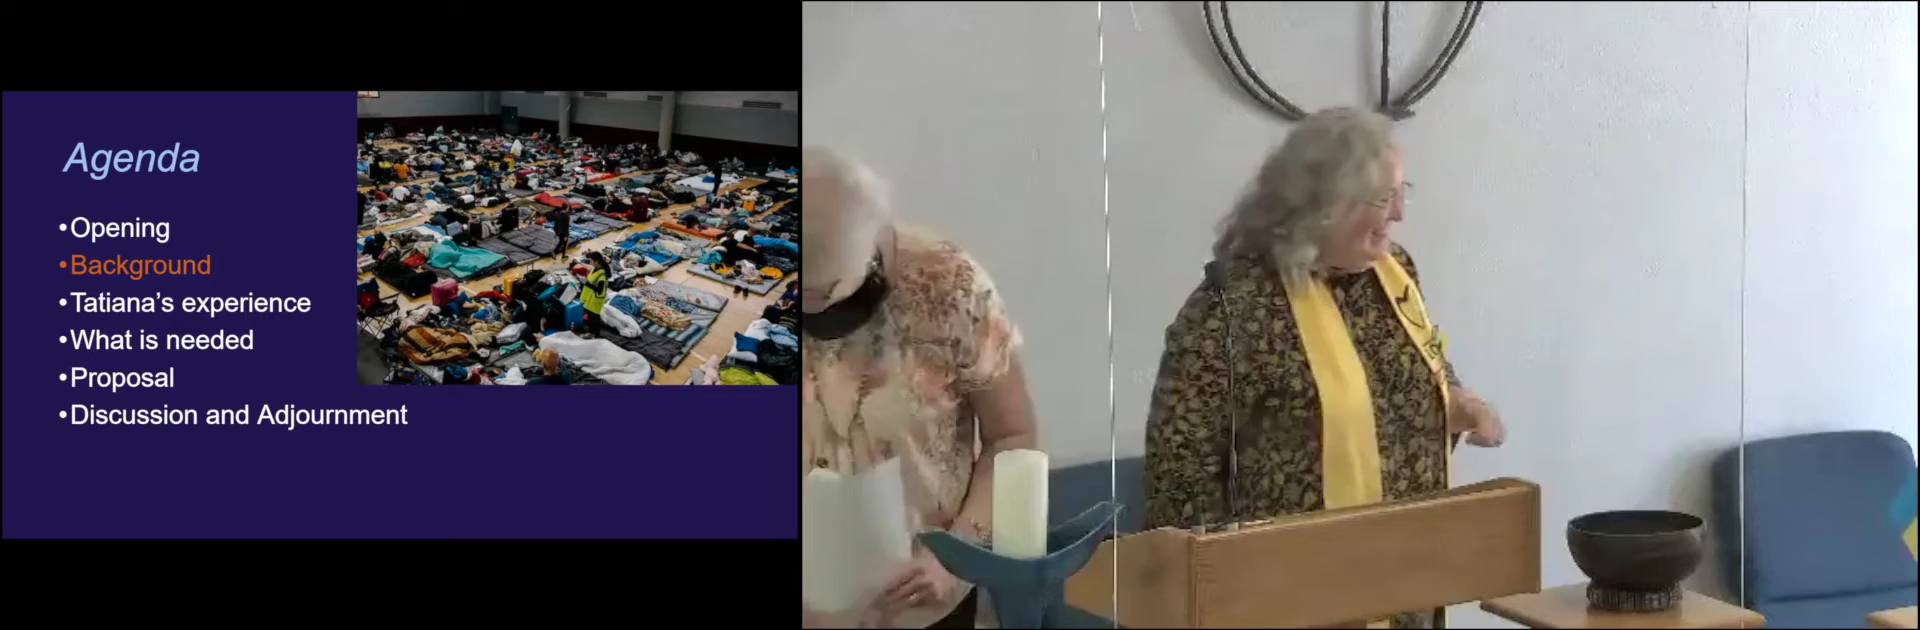 Agenda
•Opening
•Background
•Tatiana's experience
•What is needed
•Proposal
•Discussion and Adjournment